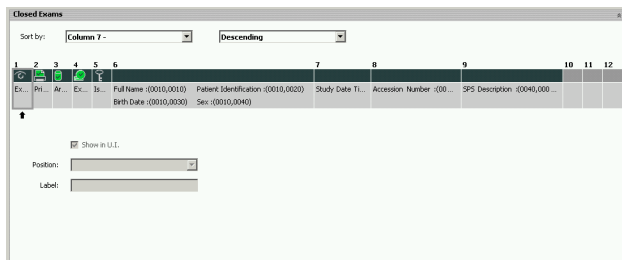 Closed Exams
Sort by: Column 7 - Descending
1 2 3 4 5 6 7 8 9 10 11 12
Ex... Pri... Ar... Ex... Is... Full Name :(0010,0010) Patient Identification :(0010,0020) Study Date Ti... Accession Number :(00... SPS Description :(0040,000...
Birth Date :(0010,0030) Sex :(0010,0040)
Show in U.I.
Position:
Label: